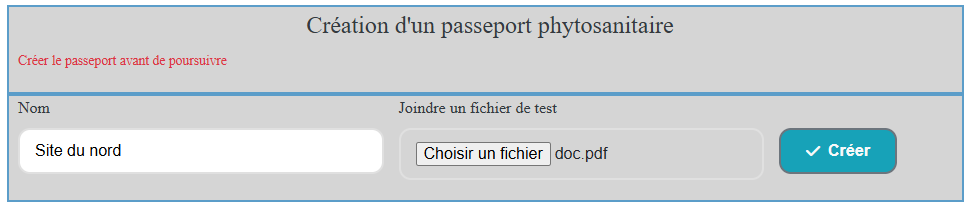 Création d'un passeport phytosanitaire
Créer le passeport avant de poursuivre
Nom
Joindre un fichier de test
Site du nord
Choisir un fichier doc.pdf
Créer